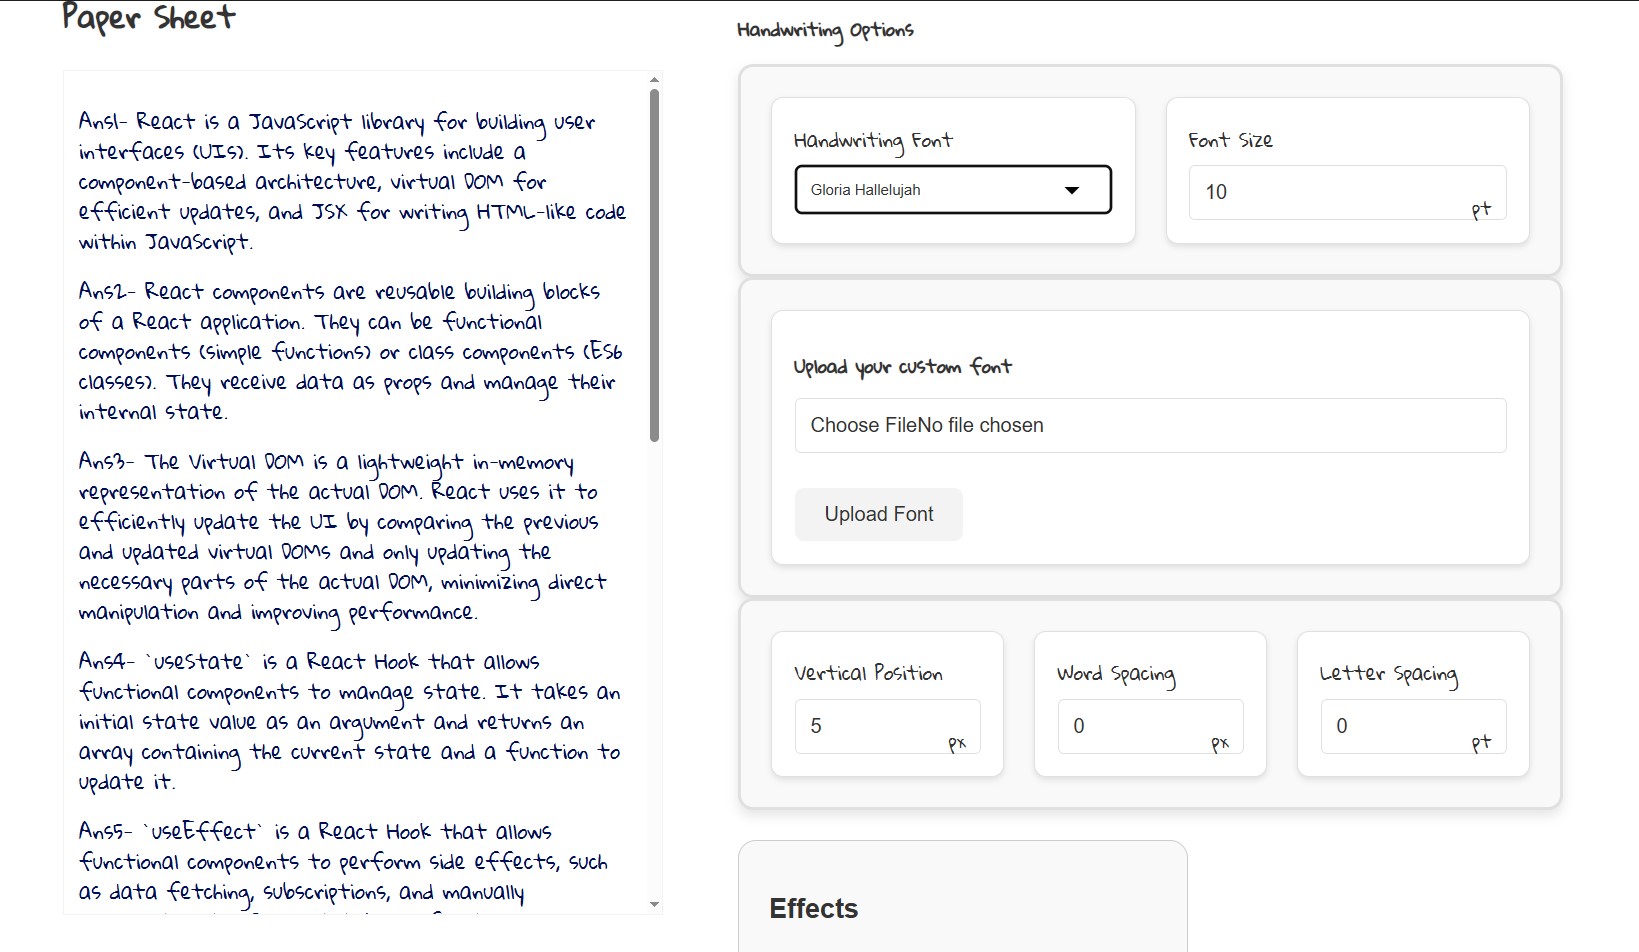 Paper Sheet
Ans1- React is a JavaScript library for building user
interfaces (UIs). Its key features include a
component-based architecture, virtual DOM for
efficient updates, and JSX for writing HTML-like code
within JavaScript.
Ans2- React components are reusable building blocks
of a React application. They can be functional
components (simple functions) or class components (ES6
classes). They receive data as props and manage their
internal state.
Ans3- The Virtual DOM is a lightweight in-memory
representation of the actual DOM. React uses it to
efficiently update the UI by comparing the previous
and updated virtual DOMs and only updating the
necessary parts of the actual DOM, minimizing direct
manipulation and improving performance.
Ans4- `useState` is a React Hook that allows
functional components to manage state. It takes an
initial state value as an argument and returns an
array containing the current state and a function to
update it.
Ans5- `useEffect` is a React Hook that allows
functional components to perform side effects, such
as data fetching, subscriptions, and manually
Handwriting Options
Handwriting Font
Gloria Hallelujah
Font Size
10
pt
Upload your custom font
Choose FileNo file chosen
Upload Font
Vertical Position
5
px
Word Spacing
0
px
Letter Spacing
0
pt
Effects